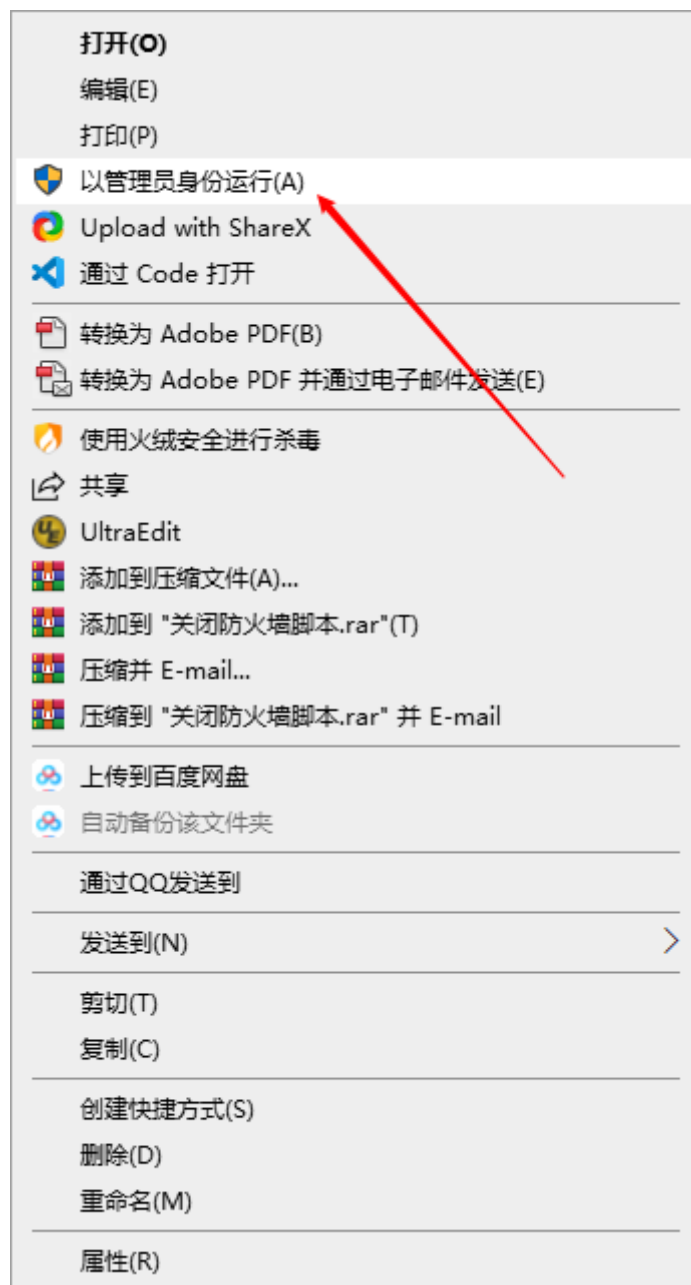 打开(O)
编辑(E)
打印(P)
以管理员身份运行(A)
Upload with ShareX
通过 Code 打开
转换为 Adobe PDF(B)
转换为 Adobe PDF 并通过电子邮件发送(E)
使用火绒安全进行杀毒
共享
UltraEdit
添加到压缩文件(A)...
添加到 "关闭防火墙脚本.rar"(T)
压缩并 E-mail...
压缩到 "关闭防火墙脚本.rar" 并 E-mail
上传到百度网盘
自动备份该文件夹
通过QQ发送到
发送到(N)
剪切(T)
复制(C)
创建快捷方式(S)
删除(D)
重命名(M)
属性(R)